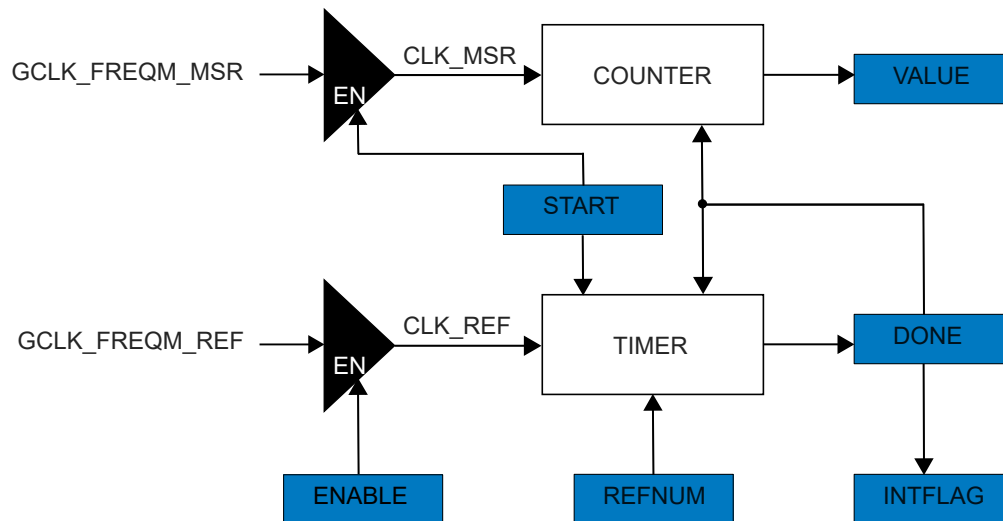 GCLK_FREQM_MSR
EN
CLK_MSR
COUNTER
VALUE
START
GCLK_FREQM_REF
EN
CLK_REF
TIMER
DONE
ENABLE
REFNUM
INTFLAG